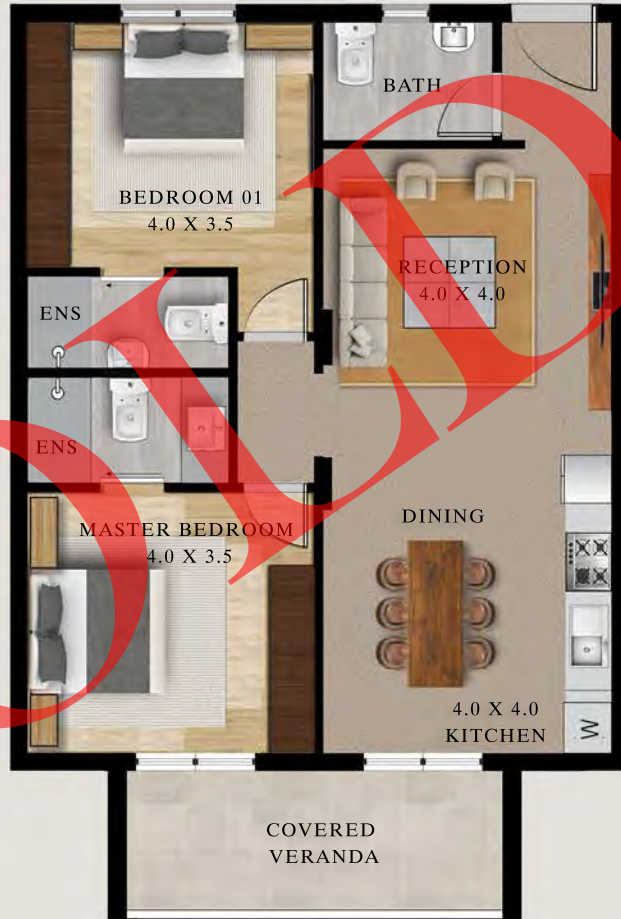 BATH
BEDROOM 01
4.0 X 3.5
RECEPTION
4.0 X 4.0
ENS
ENS
MASTER BEDROOM
4.0 X 3.5
DINING
4.0 X 4.0
KITCHEN
W
COVERED
VERANDA
OLD